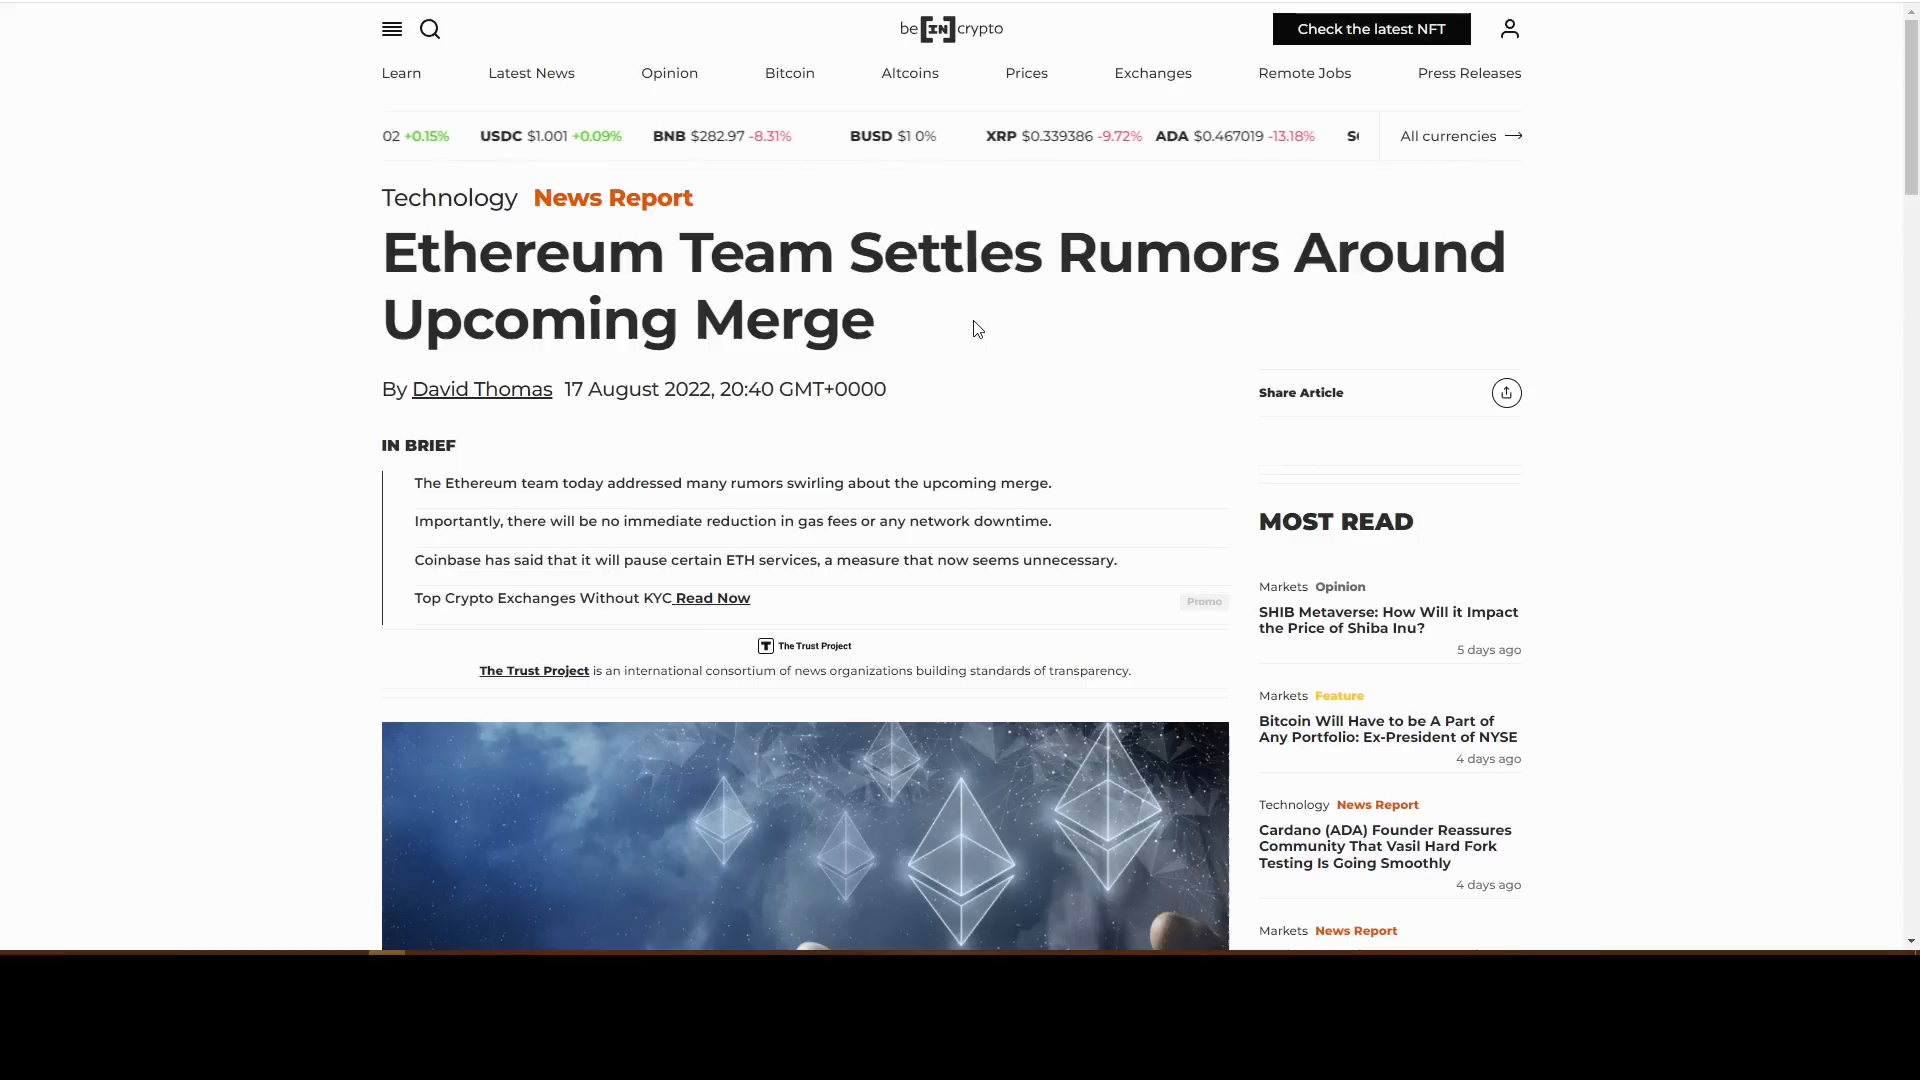 be[IN]crypto
Check the latest NFT
Learn Latest News Opinion Bitcoin Altcoins Prices Exchanges Remote Jobs Press Releases
02 +0.15% USDC $1.001 +0.09% BNB $282.97 -8.31% BUSD $1 0% XRP $0.339386 -9.72% ADA $0.467019 -13.18% All currencies →
Technology News Report
Ethereum Team Settles Rumors Around
Upcoming Merge
By David Thomas 17 August 2022, 20:40 GMT+0000
IN BRIEF
The Ethereum team today addressed many rumors swirling about the upcoming merge.
Importantly, there will be no immediate reduction in gas fees or any network downtime.
Coinbase has said that it will pause certain ETH services, a measure that now seems unnecessary.
Top Crypto Exchanges Without KYC Read Now
Promo
T The Trust Project
The Trust Project is an international consortium of news organizations building standards of transparency.
Share Article
MOST READ
Markets Opinion
SHIB Metaverse: How Will it Impact
the Price of Shiba Inu?
5 days ago
Markets Feature
Bitcoin Will Have to be A Part of
Any Portfolio: Ex-President of NYSE
4 days ago
Technology News Report
Cardano (ADA) Founder Reassures
Community That Vasil Hard Fork
Testing Is Going Smoothly
4 days ago
Markets News Report